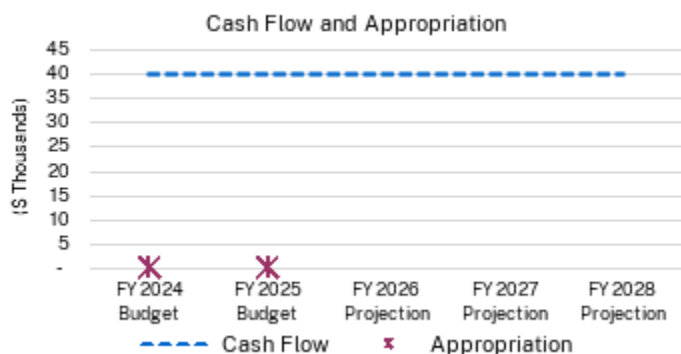 Cash Flow and Appropriation
45
40
35
30
25
20
15
10
5
-
($ Thousands)
FY 2024 FY 2025 FY 2026 FY 2027 FY 2028
Budget Budget Projection Projection Projection
Cash Flow Appropriation